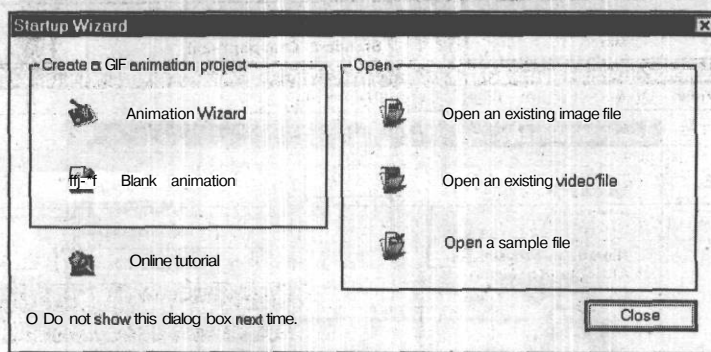 Startup Wizard
Create a GIF animation project
Animation Wizard
Blank animation
Online tutorial
Do not show this dialog box next time.
Open
Open an existing image file
Open an existing video file
Open a sample file
Close